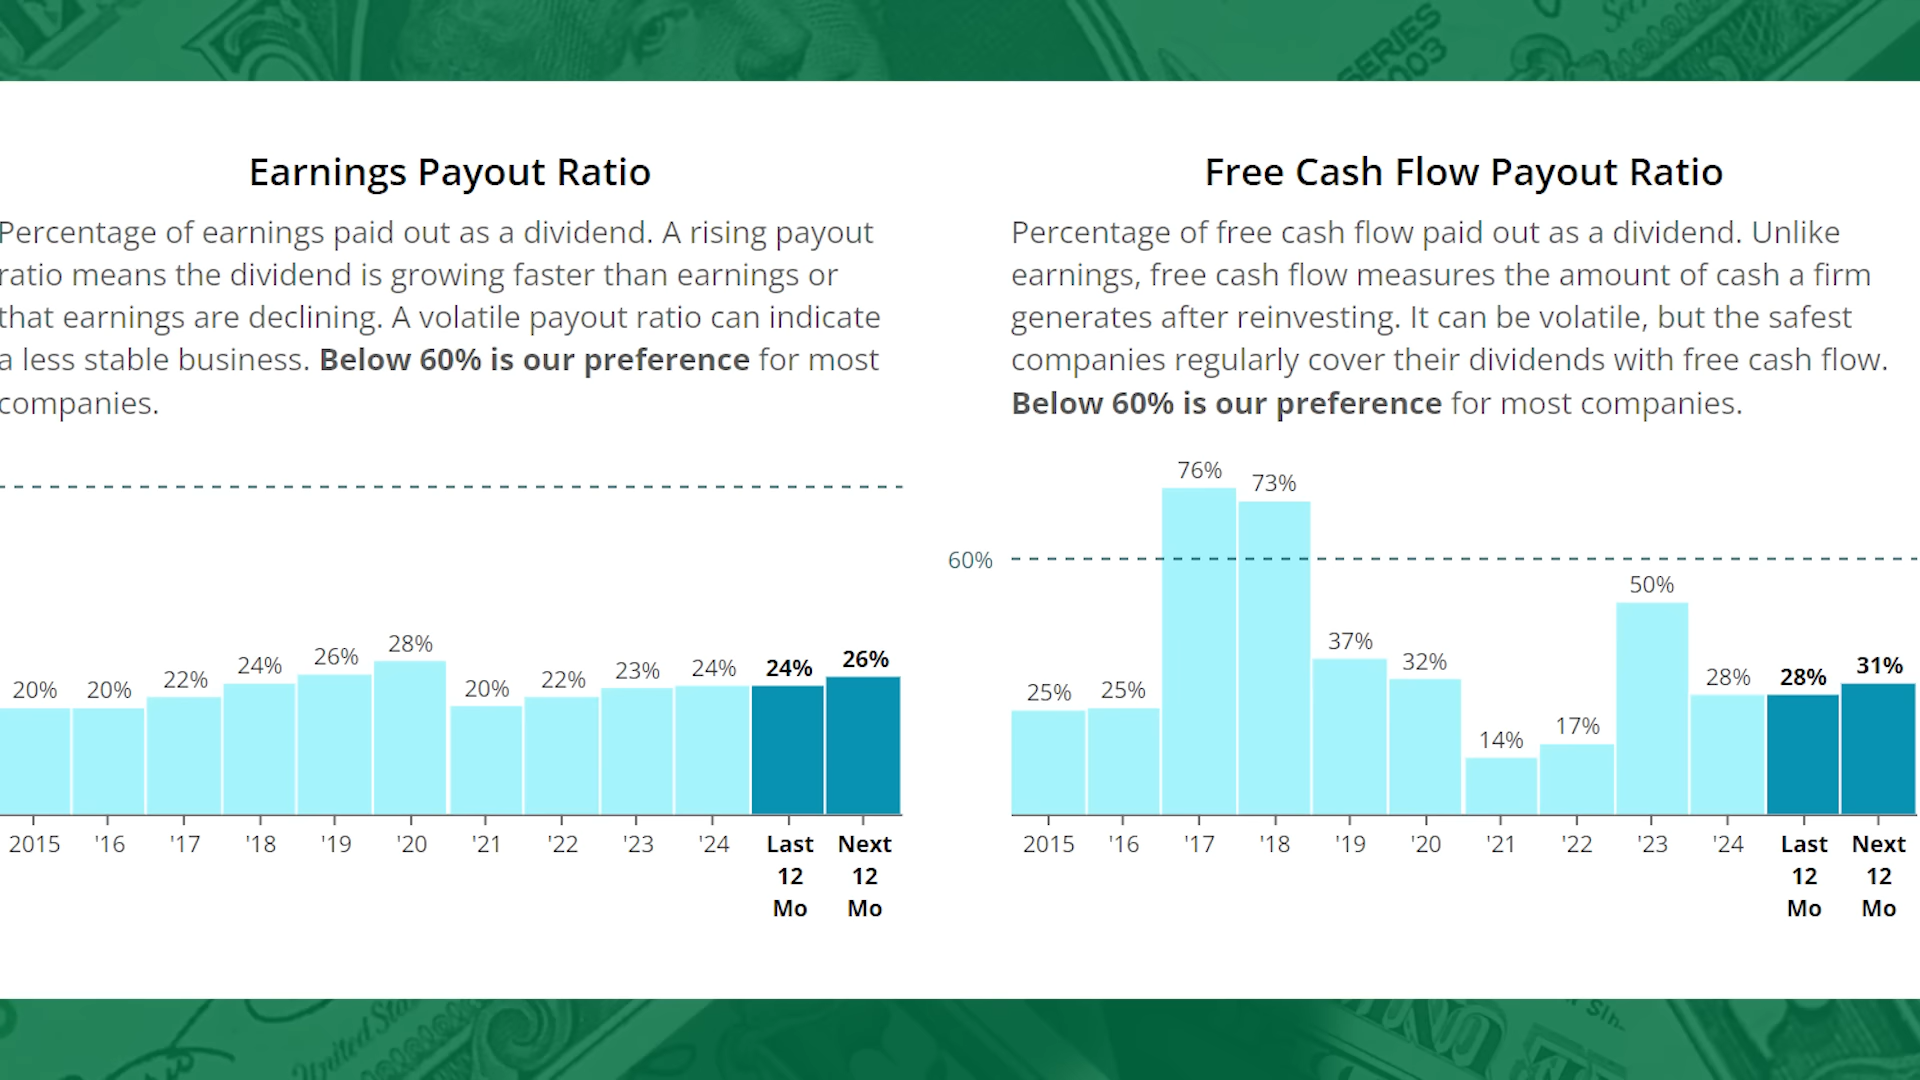 SERIES
2003
Earnings Payout Ratio
Percentage of earnings paid out as a dividend. A rising payout
ratio means the dividend is growing faster than earnings or
that earnings are declining. A volatile payout ratio can indicate
a less stable business. Below 60% is our preference for most
companies.
20% 20% 22% 24% 26% 28% 20% 22% 23% 24% 24% 26%
2015 '16 '17 '18 '19 '20 '21 '22 '23 '24 Last Next
12 12
Mo Mo
Free Cash Flow Payout Ratio
Percentage of free cash flow paid out as a dividend. Unlike
earnings, free cash flow measures the amount of cash a firm
generates after reinvesting. It can be volatile, but the safest
companies regularly cover their dividends with free cash flow.
Below 60% is our preference for most companies.
60%
25% 25% 76% 73% 37% 32% 14% 17% 50% 28% 28% 31%
2015 '16 '17 '18 '19 '20 '21 '22 '23 '24 Last Next
12 12
Mo Mo
United Sta